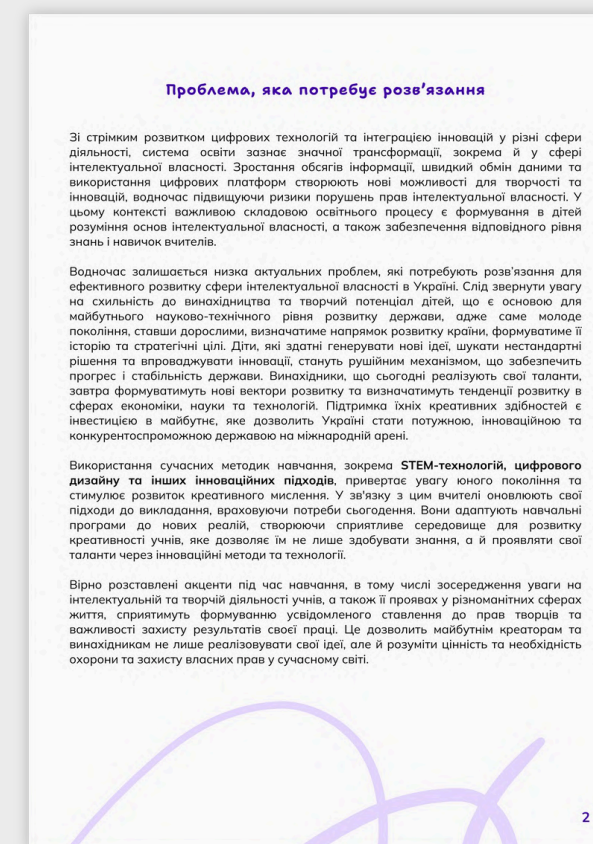 Проблема, яка потребує розв’язання
Зі стрімким розвитком цифрових технологій та інтеграцією інновацій у різні сфери
діяльності, система освіти зазнає значної трансформації, зокрема й у сфері
інтелектуальної власності. Зростання обсягів інформації, швидкий обмін даними та
використання цифрових платформ створюють нові можливості для творчості та
інновацій, водночас підвищуючи ризики порушень прав інтелектуальної власності. У
цьому контексті важливою складовою освітнього процесу є формування в дітей
розуміння основ інтелектуальної власності, а також забезпечення відповідного рівня
знань і навичок вчителів.
Водночас залишається низка актуальних проблем, які потребують розв’язання для
ефективного розвитку сфери інтелектуальної власності в Україні. Слід звернути увагу
на схильність до винахідництва та творчий потенціал дітей, що є основою для
майбутнього науково-технічного рівня розвитку держави, адже саме молоде
покоління, ставши дорослими, визначатиме напрямок розвитку країни, формуватиме її
історію та стратегічні цілі. Діти, які здатні генерувати нові ідеї, шукати нестандартні
рішення та впроваджувати інновації, стануть рушійним механізмом, що забезпечить
прогрес і стабільність держави. Винахідники, що сьогодні реалізують свої таланти,
завтра формуватимуть нові вектори розвитку та визначатимуть тенденції розвитку в
сферах економіки, науки та технологій. Підтримка їхніх креативних здібностей є
інвестицією в майбутнє, яке дозволить Україні стати потужною, інноваційною та
конкурентоспроможною державою на міжнародній арені.
Використання сучасних методик навчання, зокрема STEM-технологій, цифрового
дизайну та інших інноваційних підходів, привертає увагу юного покоління та
стимулює розвиток креативного мислення. У зв'язку з цим вчителі оновлюють свої
підходи до викладання, враховуючи потреби сьогодення. Вони адаптують навчальні
програми до нових реалій, створюючи сприятливе середовище для розвитку
креативності учнів, яке дозволяє їм не лише здобувати знання, а й проявляти свої
таланти через інноваційні методи та технології.
Вірно розставлені акценти під час навчання, в тому числі зосередження уваги на
інтелектуальній та творчій діяльності учнів, а також її проявах у різноманітних сферах
життя, сприятимуть формуванню усвідомленого ставлення до прав творців та
важливості захисту результатів своєї праці. Це дозволить майбутнім креаторам та
винахідникам не лише реалізовувати свої ідеї, але й розуміти цінність та необхідність
охорони та захисту власних прав у сучасному світі.
2